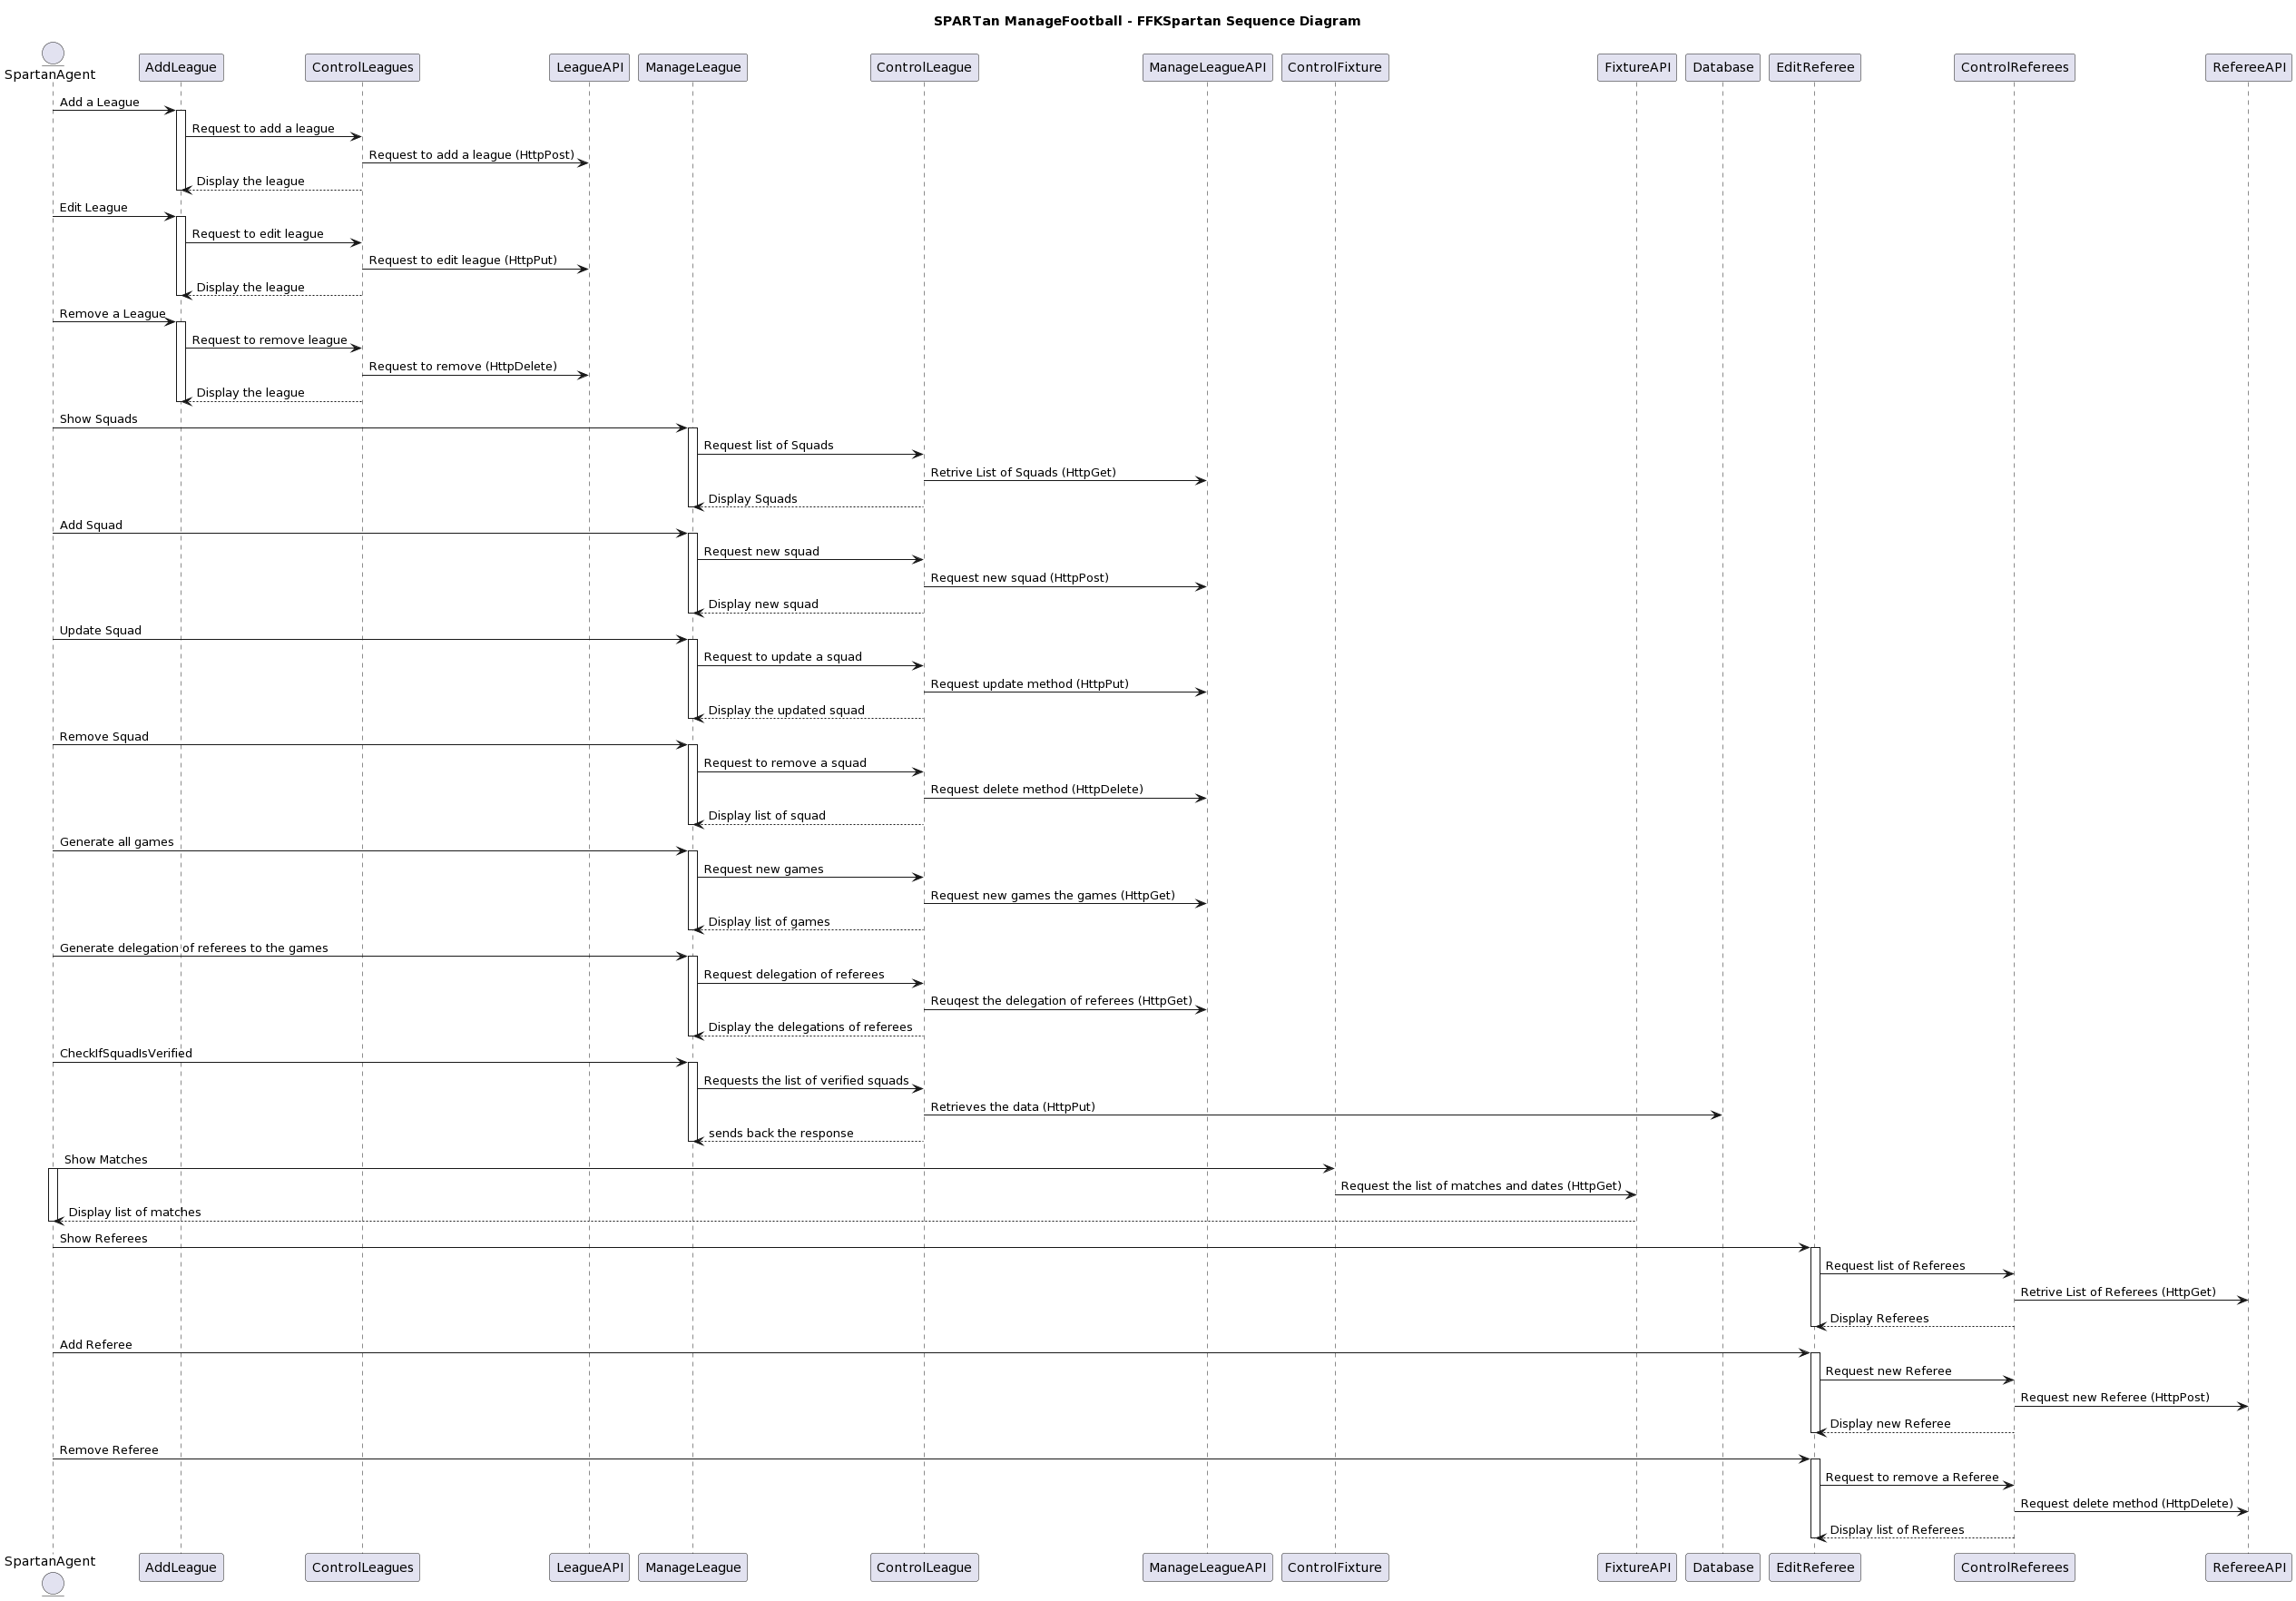 SPARTan ManageFootball - FFKSpartan Sequence Diagram
SpartanAgent
AddLeague
ControlLeagues
LeagueAPI
ManageLeague
ControlLeague
ManageLeagueAPI
ControlFixture
FixtureAPI
Database
EditReferee
ControlReferees
RefereeAPI
Add a League
Request to add a league
Request to add a league (HttpPost)
Display the league
Edit League
Request to edit league
Request to edit league (HttpPut)
Display the league
Remove a League
Request to remove league
Request to remove (HttpDelete)
Display the league
Show Squads
Request list of Squads
Retrive List of Squads (HttpGet)
Display Squads
Add Squad
Request new squad
Request new squad (HttpPost)
Display new squad
Update Squad
Request to update a squad
Request update method (HttpPut)
Display the updated squad
Remove Squad
Request to remove a squad
Request delete method (HttpDelete)
Display list of squad
Generate all games
Request new games
Request new games the games (HttpGet)
Display list of games
Generate delegation of referees to the games
Request delegation of referees
Reuqest the delegation of referees (HttpGet)
Display the delegations of referees
CheckIfSquadIsVerified
Requests the list of verified squads
Retrieves the data (HttpPut)
sends back the response
Show Matches
Request the list of matches and dates (HttpGet)
Display list of matches
Show Referees
Request list of Referees
Retrive List of Referees (HttpGet)
Display Referees
Add Referee
Request new Referee
Request new Referee (HttpPost)
Display new Referee
Remove Referee
Request to remove a Referee
Request delete method (HttpDelete)
Display list of Referees
SpartanAgent
AddLeague
ControlLeagues
LeagueAPI
ManageLeague
ControlLeague
ManageLeagueAPI
ControlFixture
FixtureAPI
Database
EditReferee
ControlReferees
RefereeAPI